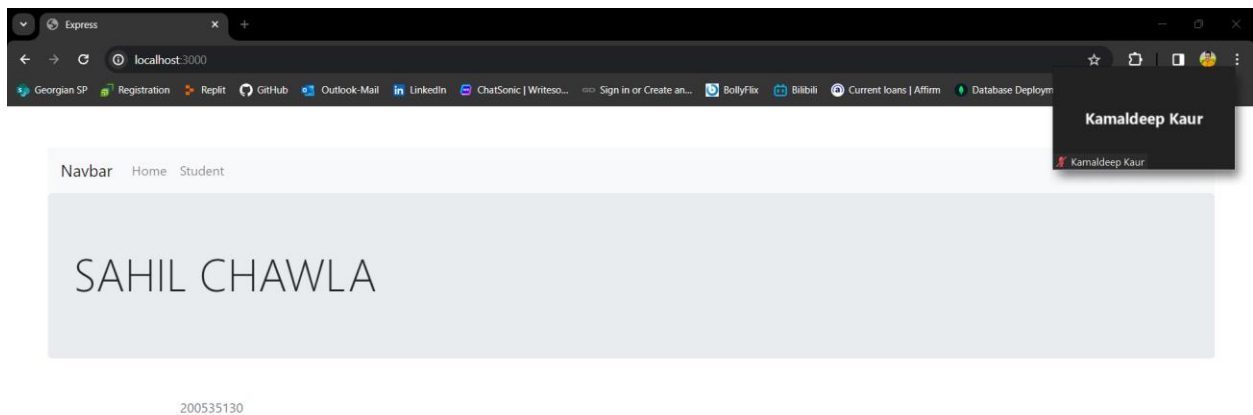 Express
localhost:3000
Georgian SP Registration Replit GitHub Outlook-Mail LinkedIn ChatSonic | Writeso... Sign in or Create an... BollyFlix Bilibili Current loans | Affirm Database Deploym
Kamaldeep Kaur
Kamaldeep Kaur
Navbar Home Student
SAHIL CHAWLA
200535130